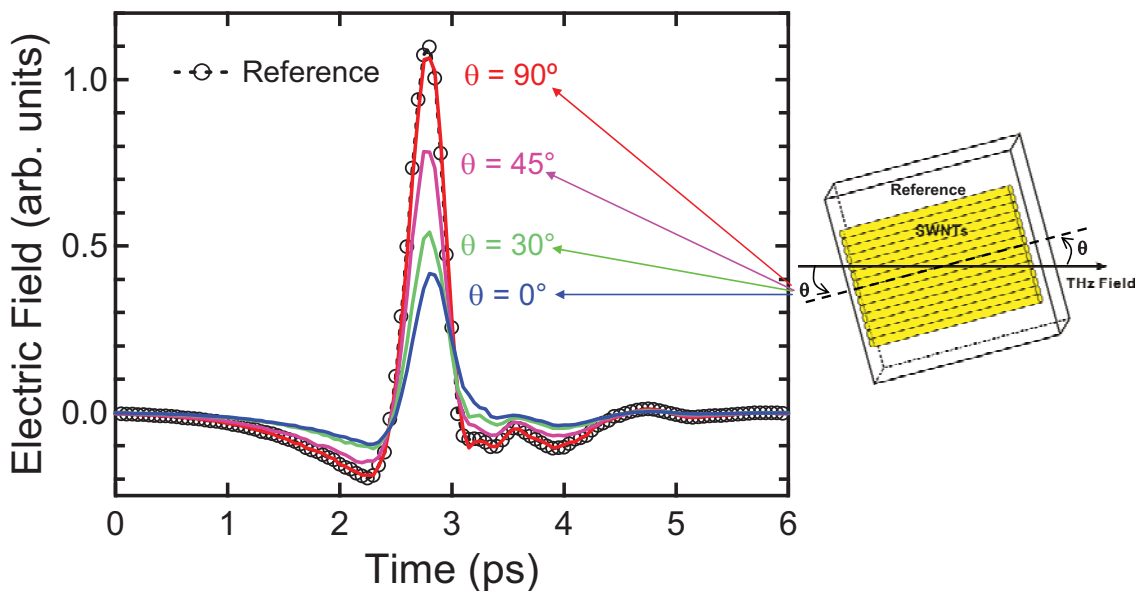 Electric Field (arb. units)
1.0
0.5
0.0
Reference
θ = 90º
θ = 45°
θ = 30°
θ = 0°
0 1 2 3 4 5 6
Time (ps)
Reference
SWNTs
θ
θ
THz Field